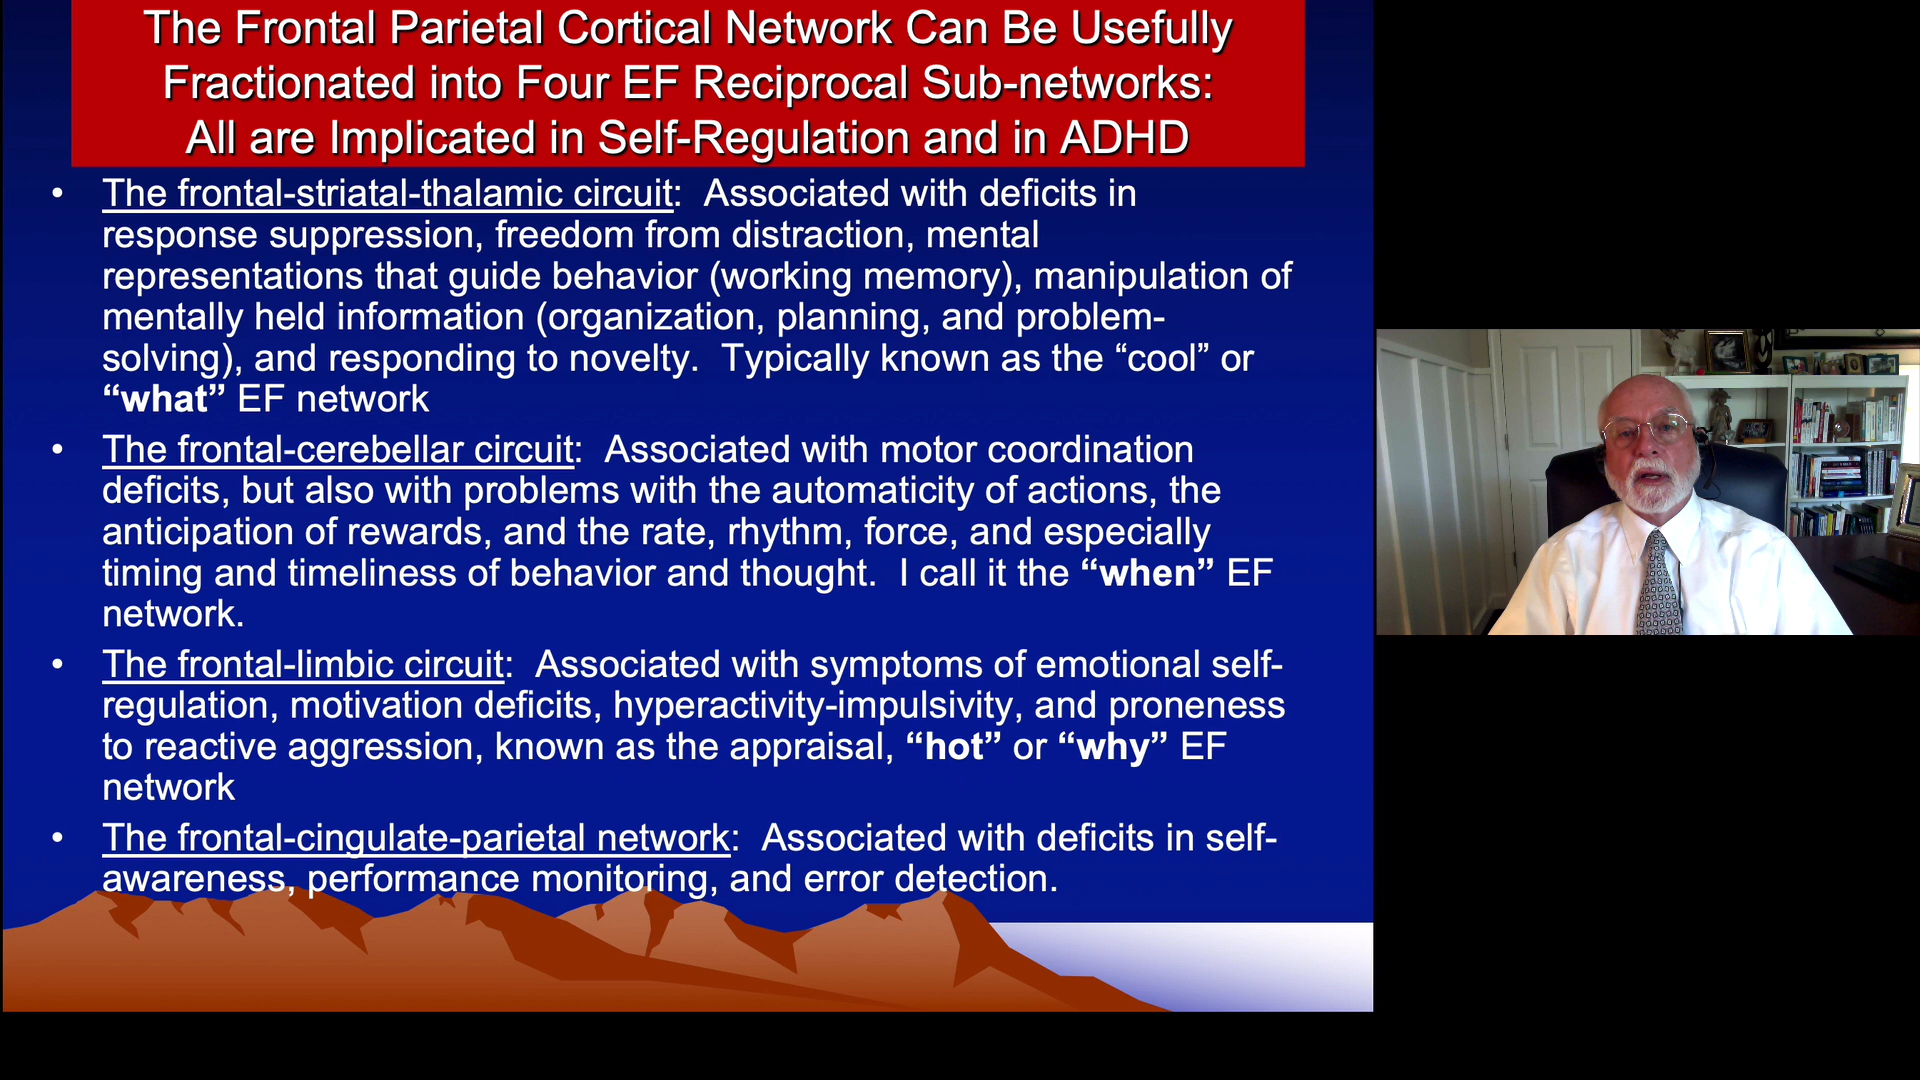 The Frontal Parietal Cortical Network Can Be Usefully
Fractionated into Four EF Reciprocal Sub-networks:
All are Implicated in Self-Regulation and in ADHD
• The frontal-striatal-thalamic circuit:  Associated with deficits in
response suppression, freedom from distraction, mental
representations that guide behavior (working memory), manipulation of
mentally held information (organization, planning, and problem-
solving), and responding to novelty.  Typically known as the “cool” or
“what” EF network
• The frontal-cerebellar circuit:  Associated with motor coordination
deficits, but also with problems with the automaticity of actions, the
anticipation of rewards, and the rate, rhythm, force, and especially
timing and timeliness of behavior and thought.  I call it the “when” EF
network.
• The frontal-limbic circuit:  Associated with symptoms of emotional self-
regulation, motivation deficits, hyperactivity-impulsivity, and proneness
to reactive aggression, known as the appraisal, “hot” or “why” EF
network
• The frontal-cingulate-parietal network:  Associated with deficits in self-
awareness, performance monitoring, and error detection.